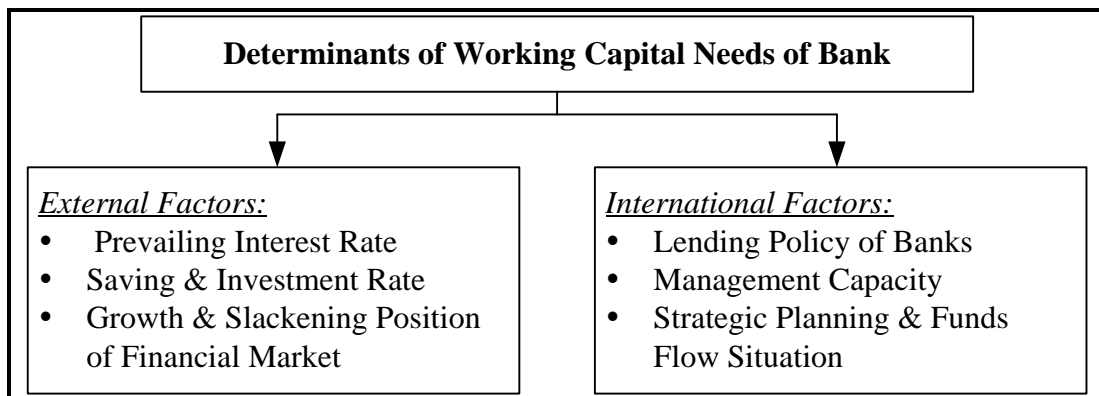 Determinants of Working Capital Needs of Bank
External Factors:
• Prevailing Interest Rate
• Saving & Investment Rate
• Growth & Slackening Position
of Financial Market
International Factors:
• Lending Policy of Banks
• Management Capacity
• Strategic Planning & Funds
Flow Situation